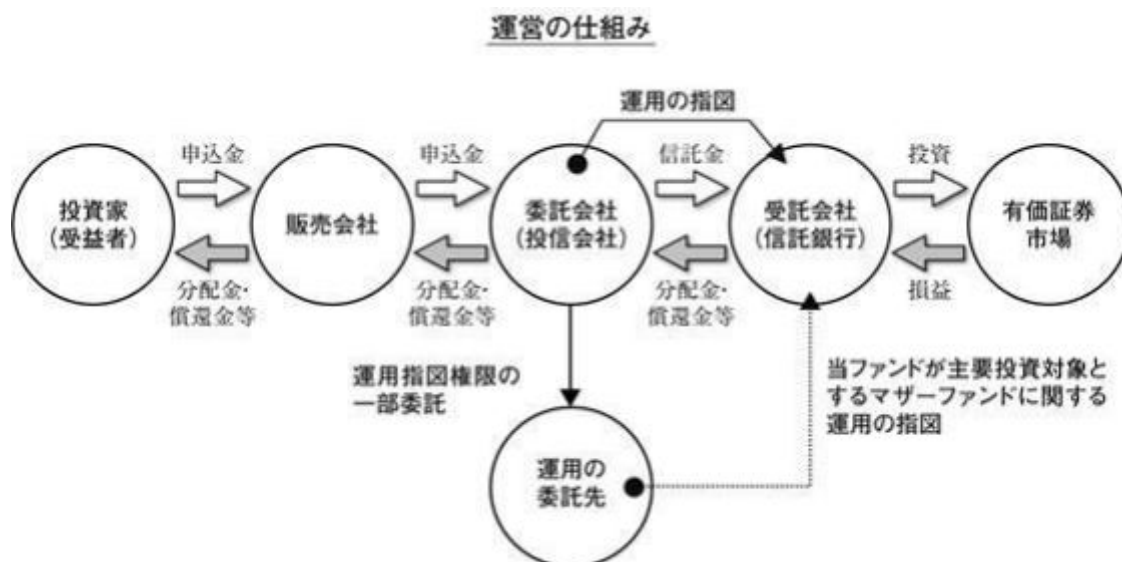 運営の仕組み
運用の指図
申込金
申込金
信託金
投資
投資家
(受益者)
販売会社
委託会社
(投信会社)
受託会社
(信託銀行)
有価証券
市場
分配金・
償還金等
分配金・
償還金等
分配金・
償還金等
損益
運用指図権限の
一部委託
当ファンドが主要投資対象と
するマザーファンドに関する
運用の指図
運用の
委託先